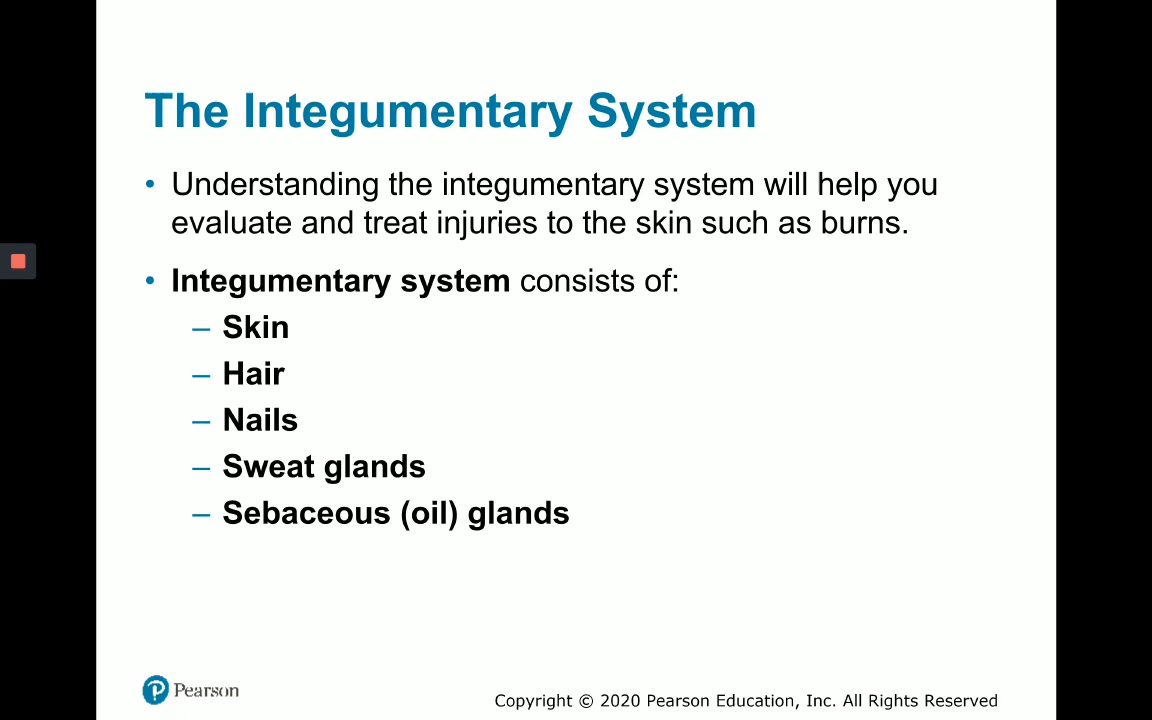 The Integumentary System
• Understanding the integumentary system will help you
evaluate and treat injuries to the skin such as burns.
• Integumentary system consists of:
– Skin
– Hair
– Nails
– Sweat glands
– Sebaceous (oil) glands
P Pearson
Copyright © 2020 Pearson Education, Inc. All Rights Reserved